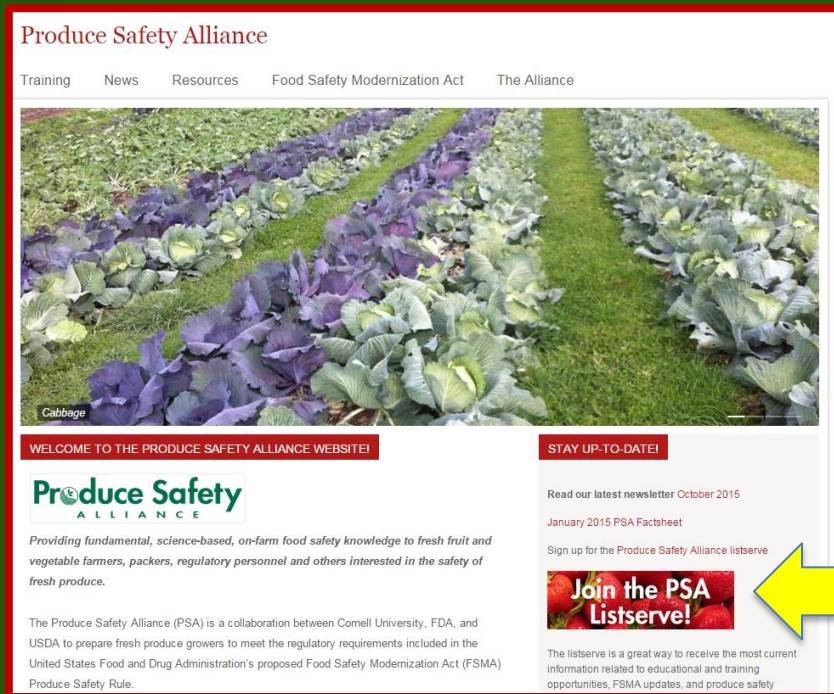 Produce Safety Alliance
Training News Resources Food Safety Modernization Act The Alliance
Cabbage
WELCOME TO THE PRODUCE SAFETY ALLIANCE WEBSITE!
Produce Safety
ALLIANCE
Providing fundamental, science-based, on-farm food safety knowledge to fresh fruit and
vegetable farmers, packers, regulatory personnel and others interested in the safety of
fresh produce.
The Produce Safety Alliance (PSA) is a collaboration between Cornell University, FDA, and
USDA to prepare fresh produce growers to meet the regulatory requirements included in the
United States Food and Drug Administration's proposed Food Safety Modernization Act (FSMA)
Produce Safety Rule.
STAY UP-TO-DATE!
Read our latest newsletter October 2015
January 2015 PSA Factsheet
Sign up for the Produce Safety Alliance listserve
Join the PSA
Listserve!
The listserve is a great way to receive the most current
information related to educational and training
opportunities, FSMA updates, and produce safety